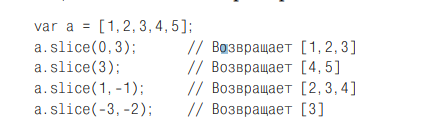 var a = [1,2,3,4,5];
a.slice(0,3); // Возвращает [1,2,3]
a.slice(3); // Возвращает [4,5]
a.slice(1,-1); // Возвращает [2,3,4]
a.slice(-3,-2); // Возвращает [3]